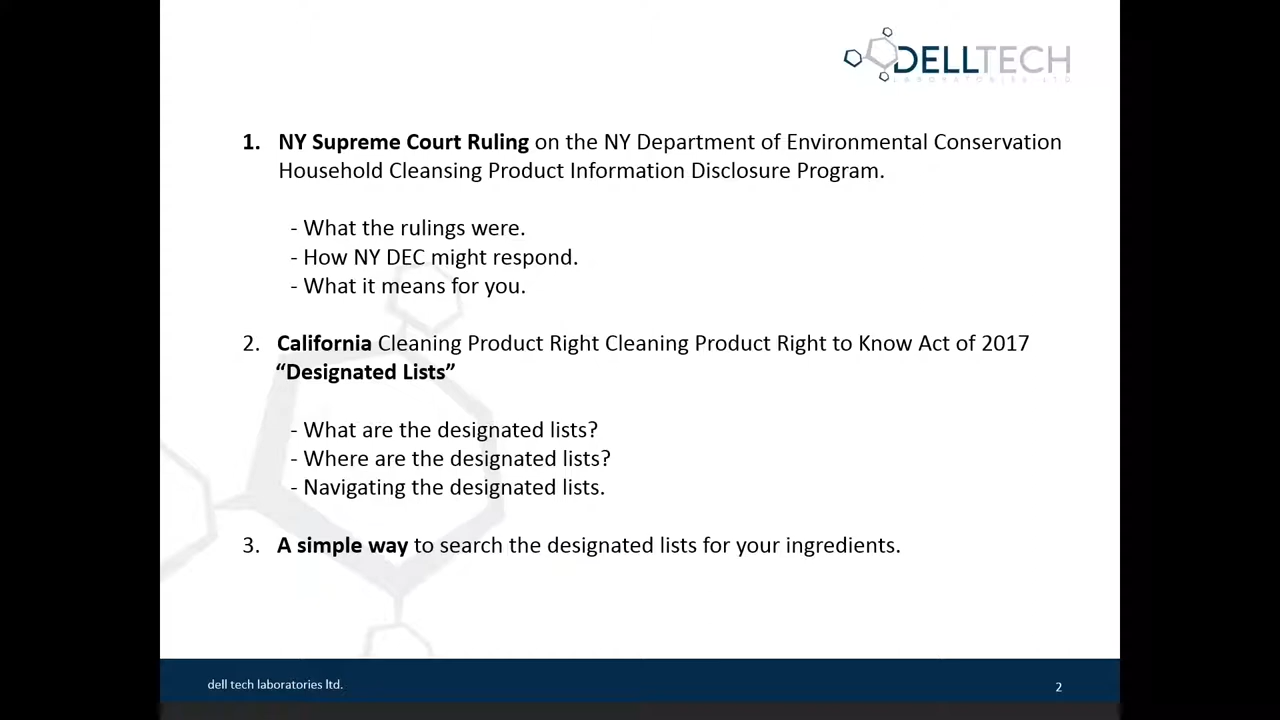 DELLTECH
LABORATORIES LTD
1. NY Supreme Court Ruling on the NY Department of Environmental Conservation
Household Cleansing Product Information Disclosure Program.
- What the rulings were.
- How NY DEC might respond.
- What it means for you.
2. California Cleaning Product Right Cleaning Product Right to Know Act of 2017
“Designated Lists”
- What are the designated lists?
- Where are the designated lists?
- Navigating the designated lists.
3. A simple way to search the designated lists for your ingredients.
dell tech laboratories ltd.
2